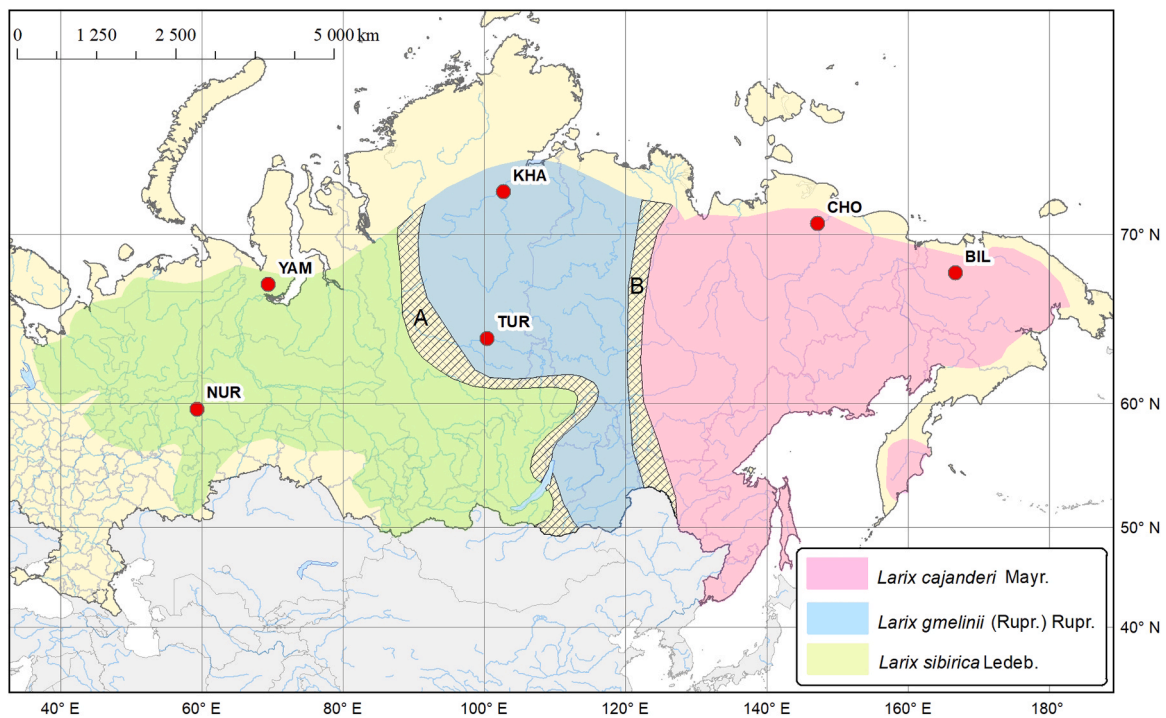 0 1 250 2 500 5 000 km
KHA
CHO
70° N
BIL
YAM
B
A
TUR
NUR
60° N
50° N
Larix cajanderi Mayr.
Larix gmelinii (Rupr.) Rupr.
40° N
Larix sibirica Ledeb.
40° E 60° E 80° E 100° E 120° E 140° E 160° E 180°